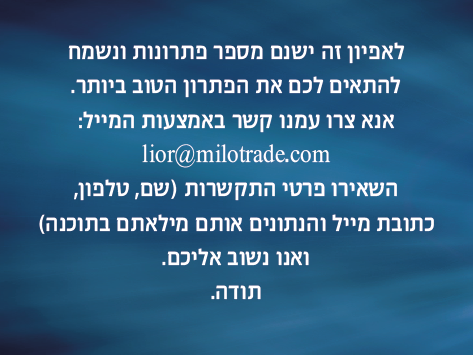 לאפיון זה ישנם מספר פתרונות ונשמח
להתאים לכם את הפתרון הטוב ביותר.
אנא צרו עמנו קשר באמצעות המייל:
lior@milotrade.com
השאירו פרטי התקשרות (שם, טלפון,
כתובת מייל והנתונים אותם מילאתם בתוכנה)
ואנו נשוב אליכם.
תודה.